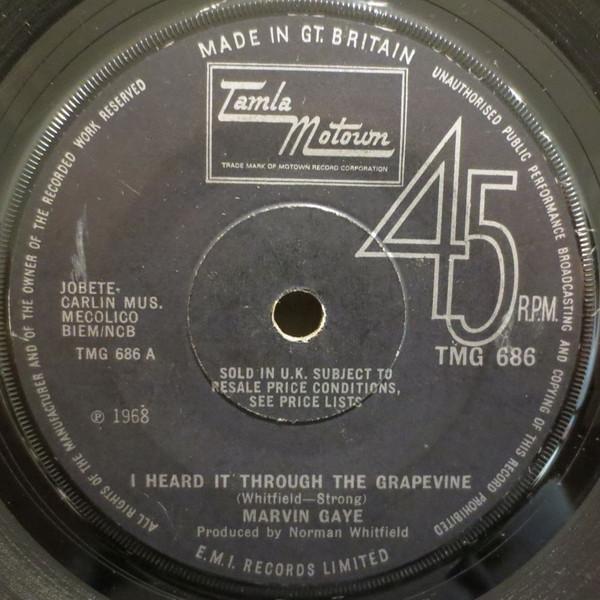 MADE IN GT. BRITAIN
UNAUTHORISED PUBLIC PERFORMANCE BROADCASTING AND COPYING OF THIS RECORD PROHIBITED
ALL RIGHTS OF THE MANUFACTURER AND OF THE OWNER OF THE RECORDED WORK RESERVED
Tamla
Motown
TRADE MARK OF MOTOWN RECORD CORPORATION
45
R.P.M.
TMG 686
JOBETE-
CARLIN MUS.
MECOLICO
BIEM/NCB
TMG 686 A
SOLD IN U.K. SUBJECT TO
RESALE PRICE CONDITIONS,
SEE PRICE LISTS
℗ 1968
I HEARD IT THROUGH THE GRAPEVINE
(Whitfield—Strong)
MARVIN GAYE
Produced by Norman Whitfield
E.M.I. RECORDS LIMITED